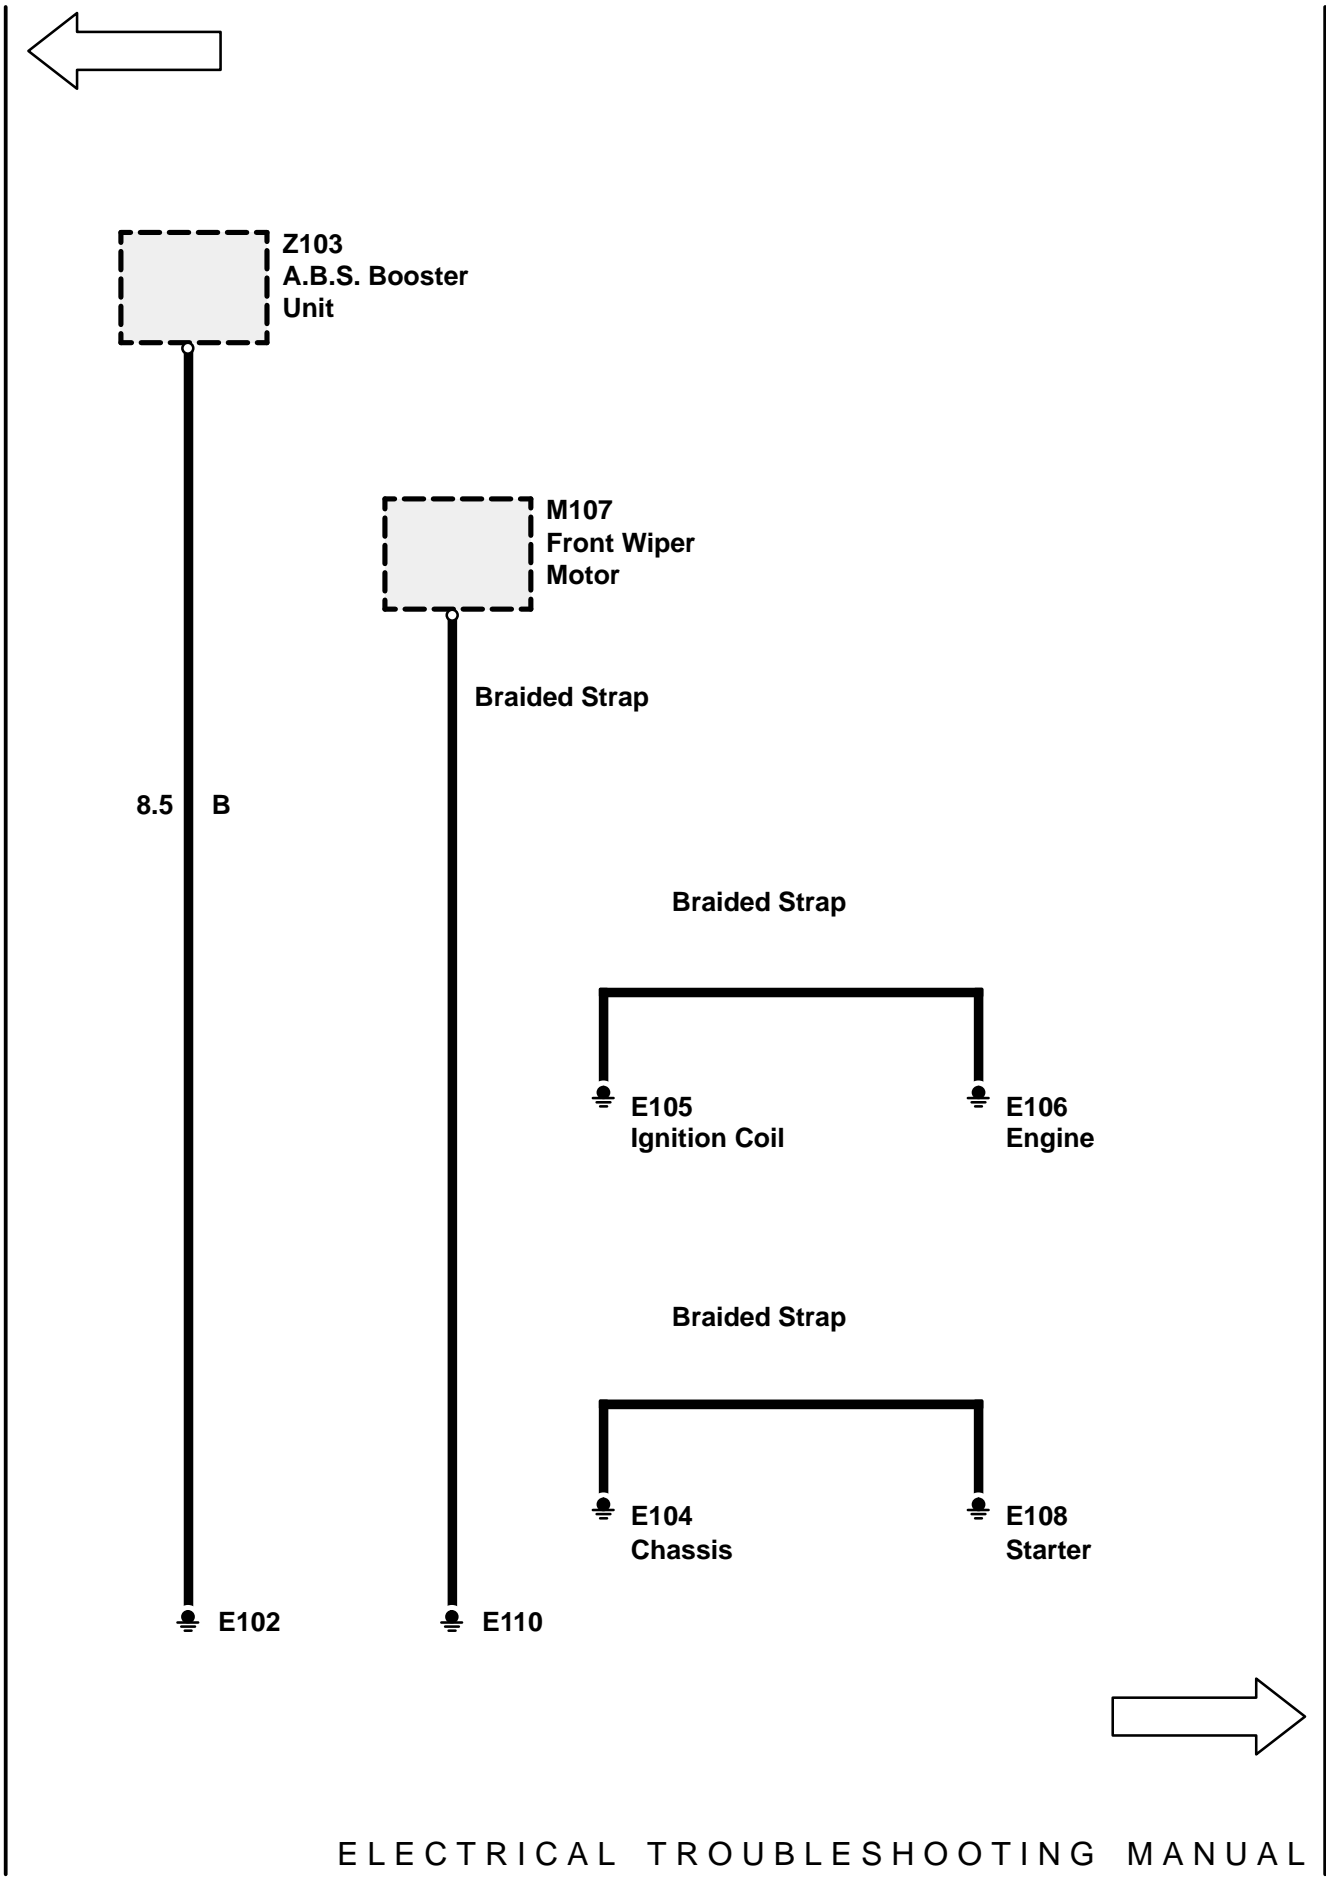 Z103
A.B.S. Booster
Unit
M107
Front Wiper
Motor
Braided Strap
8.5 B
Braided Strap
E105
Ignition Coil
E106
Engine
Braided Strap
E104
Chassis
E108
Starter
E102
E110
ELECTRICAL TROUBLESHOOTING MANUAL